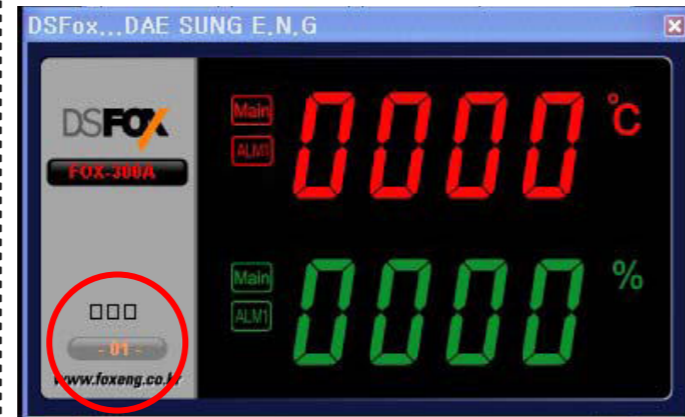 DSFox...DAE SUNG E.N.G
DSFOX
FOX-300A
Main
ALM1
0000
°C
Main
ALM1
0000
%
□□□
- 01 -
www.foxeng.co.kr